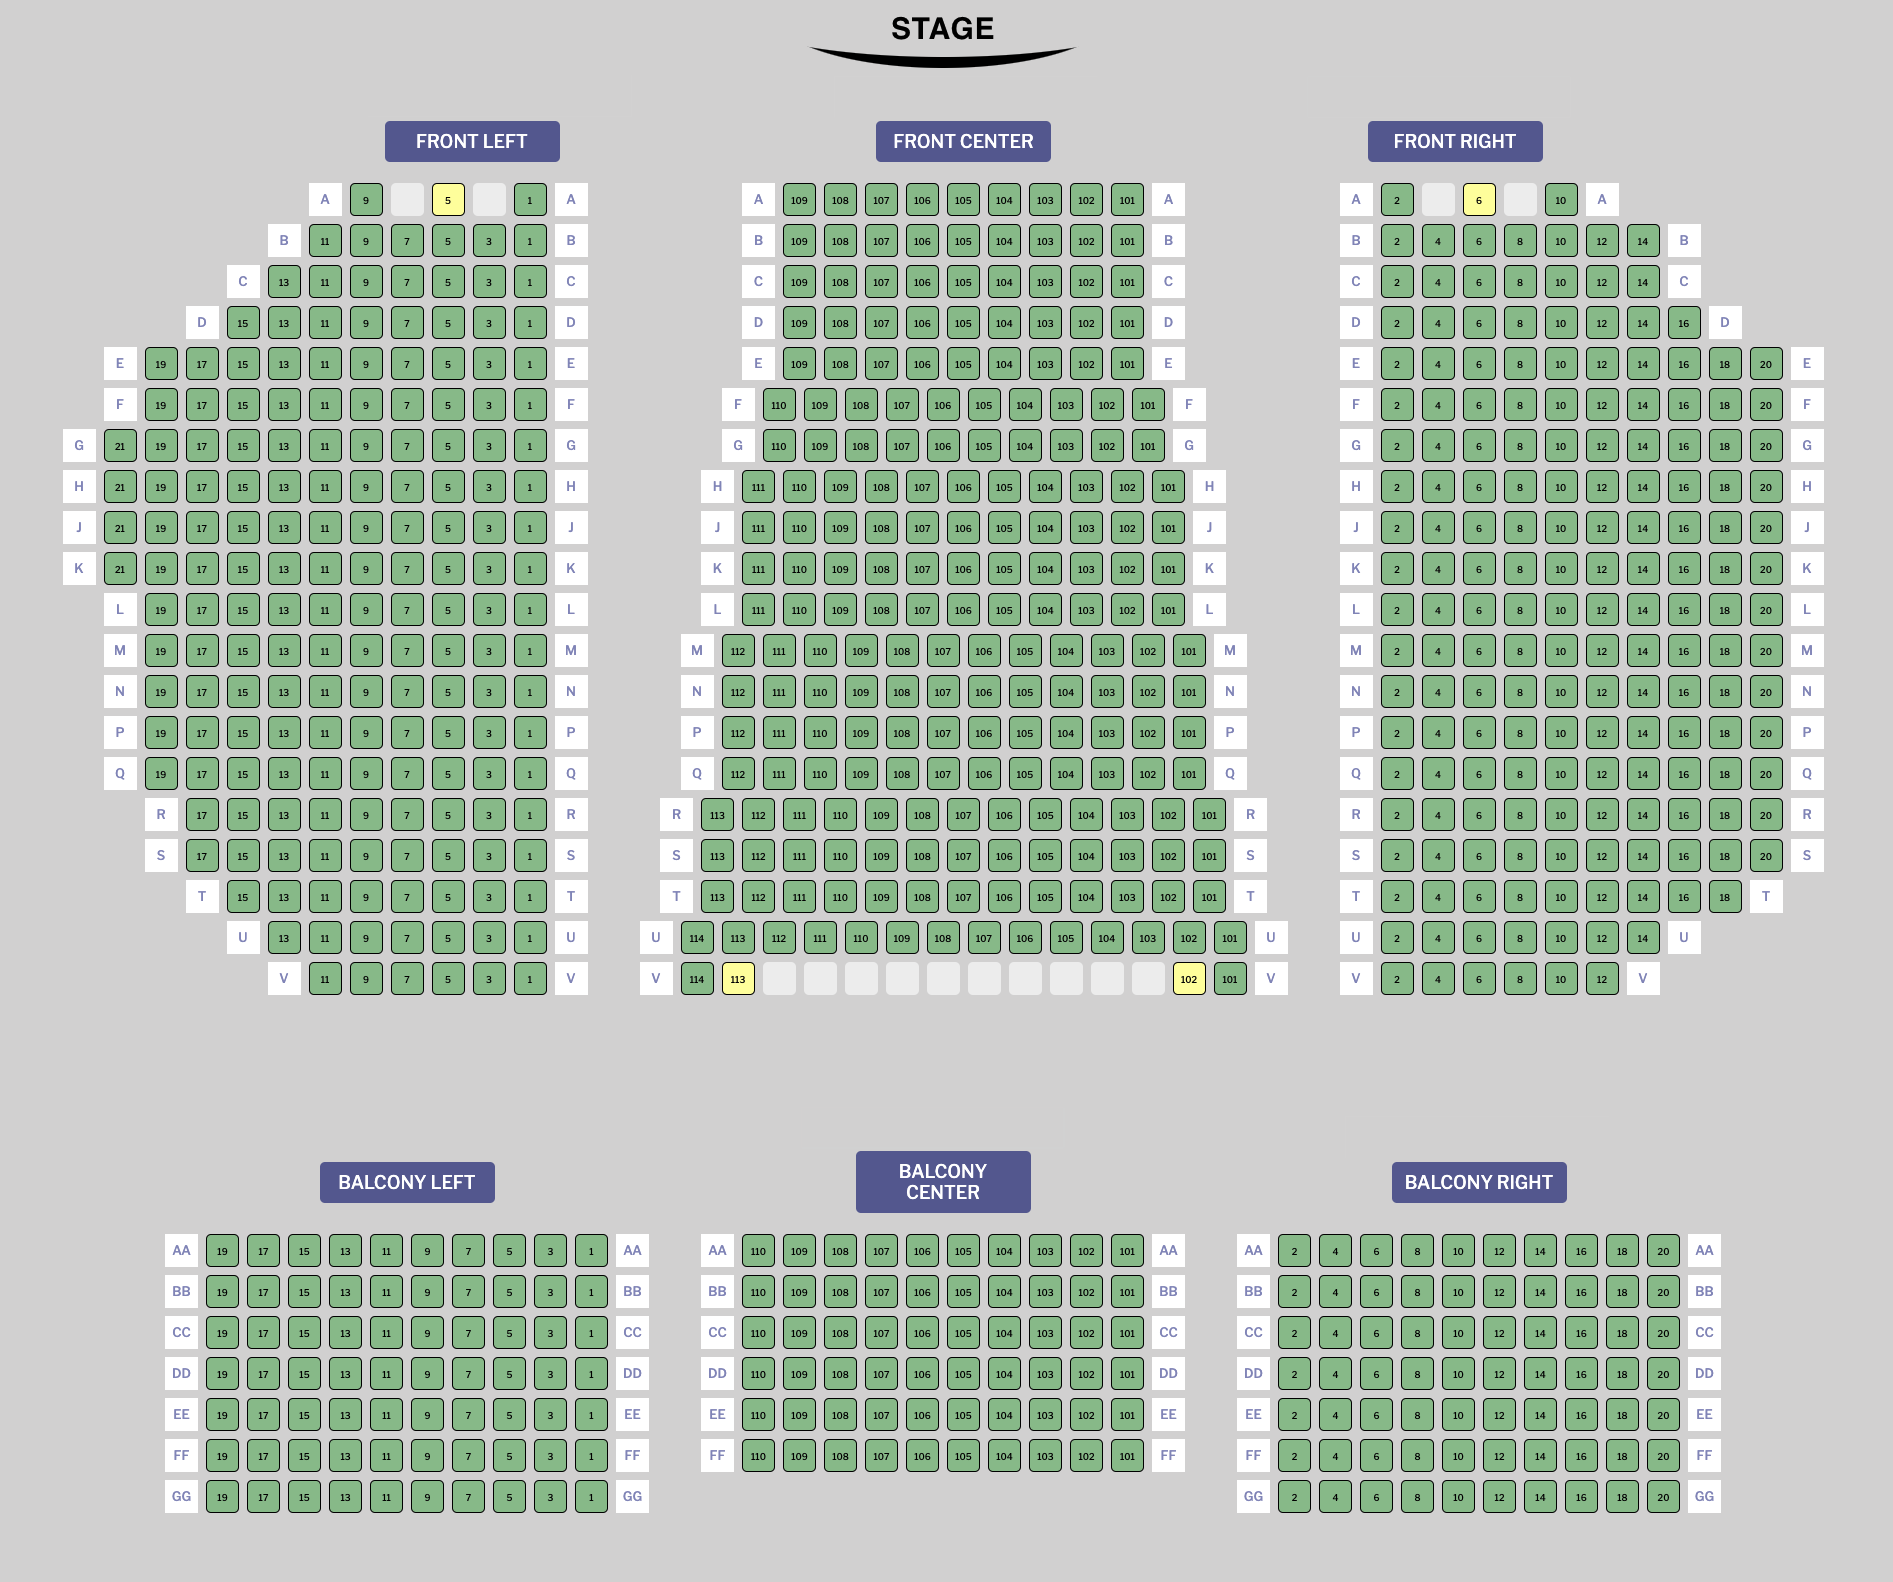 STAGE
FRONT LEFT FRONT CENTER FRONT RIGHT
A 9 5 1 A A 109 108 107 106 105 104 103 102 101 A A 2 6 10 A
B 11 9 7 5 3 1 B B 109 108 107 106 105 104 103 102 101 B B 2 4 6 8 10 12 14 B
C 13 11 9 7 5 3 1 C C 109 108 107 106 105 104 103 102 101 C C 2 4 6 8 10 12 14 C
D 15 13 11 9 7 5 3 1 D D 109 108 107 106 105 104 103 102 101 D D 2 4 6 8 10 12 14 16 D
E 19 17 15 13 11 9 7 5 3 1 E E 109 108 107 106 105 104 103 102 101 E E 2 4 6 8 10 12 14 16 18 20 E
F 19 17 15 13 11 9 7 5 3 1 F F 110 109 108 107 106 105 104 103 102 101 F F 2 4 6 8 10 12 14 16 18 20 F
G 21 19 17 15 13 11 9 7 5 3 1 G G 110 109 108 107 106 105 104 103 102 101 G G 2 4 6 8 10 12 14 16 18 20 G
H 21 19 17 15 13 11 9 7 5 3 1 H H 111 110 109 108 107 106 105 104 103 102 101 H H 2 4 6 8 10 12 14 16 18 20 H
J 21 19 17 15 13 11 9 7 5 3 1 J J 111 110 109 108 107 106 105 104 103 102 101 J J 2 4 6 8 10 12 14 16 18 20 J
K 21 19 17 15 13 11 9 7 5 3 1 K K 111 110 109 108 107 106 105 104 103 102 101 K K 2 4 6 8 10 12 14 16 18 20 K
L 19 17 15 13 11 9 7 5 3 1 L L 111 110 109 108 107 106 105 104 103 102 101 L L 2 4 6 8 10 12 14 16 18 20 L
M 19 17 15 13 11 9 7 5 3 1 M M 112 111 110 109 108 107 106 105 104 103 102 101 M M 2 4 6 8 10 12 14 16 18 20 M
N 19 17 15 13 11 9 7 5 3 1 N N 112 111 110 109 108 107 106 105 104 103 102 101 N N 2 4 6 8 10 12 14 16 18 20 N
P 19 17 15 13 11 9 7 5 3 1 P P 112 111 110 109 108 107 106 105 104 103 102 101 P P 2 4 6 8 10 12 14 16 18 20 P
Q 19 17 15 13 11 9 7 5 3 1 Q Q 112 111 110 109 108 107 106 105 104 103 102 101 Q Q 2 4 6 8 10 12 14 16 18 20 Q
R 17 15 13 11 9 7 5 3 1 R R 113 112 111 110 109 108 107 106 105 104 103 102 101 R R 2 4 6 8 10 12 14 16 18 20 R
S 17 15 13 11 9 7 5 3 1 S S 113 112 111 110 109 108 107 106 105 104 103 102 101 S S 2 4 6 8 10 12 14 16 18 20 S
T 15 13 11 9 7 5 3 1 T T 113 112 111 110 109 108 107 106 105 104 103 102 101 T T 2 4 6 8 10 12 14 16 18 T
U 13 11 9 7 5 3 1 U U 114 113 112 111 110 109 108 107 106 105 104 103 102 101 U U 2 4 6 8 10 12 14 U
V 11 9 7 5 3 1 V V 114 113 102 101 V V 2 4 6 8 10 12 V
BALCONY LEFT BALCONY CENTER BALCONY RIGHT
AA 19 17 15 13 11 9 7 5 3 1 AA AA 110 109 108 107 106 105 104 103 102 101 AA AA 2 4 6 8 10 12 14 16 18 20 AA
BB 19 17 15 13 11 9 7 5 3 1 BB BB 110 109 108 107 106 105 104 103 102 101 BB BB 2 4 6 8 10 12 14 16 18 20 BB
CC 19 17 15 13 11 9 7 5 3 1 CC CC 110 109 108 107 106 105 104 103 102 101 CC CC 2 4 6 8 10 12 14 16 18 20 CC
DD 19 17 15 13 11 9 7 5 3 1 DD DD 110 109 108 107 106 105 104 103 102 101 DD DD 2 4 6 8 10 12 14 16 18 20 DD
EE 19 17 15 13 11 9 7 5 3 1 EE EE 110 109 108 107 106 105 104 103 102 101 EE EE 2 4 6 8 10 12 14 16 18 20 EE
FF 19 17 15 13 11 9 7 5 3 1 FF FF 110 109 108 107 106 105 104 103 102 101 FF FF 2 4 6 8 10 12 14 16 18 20 FF
GG 19 17 15 13 11 9 7 5 3 1 GG GG 2 4 6 8 10 12 14 16 18 20 GG